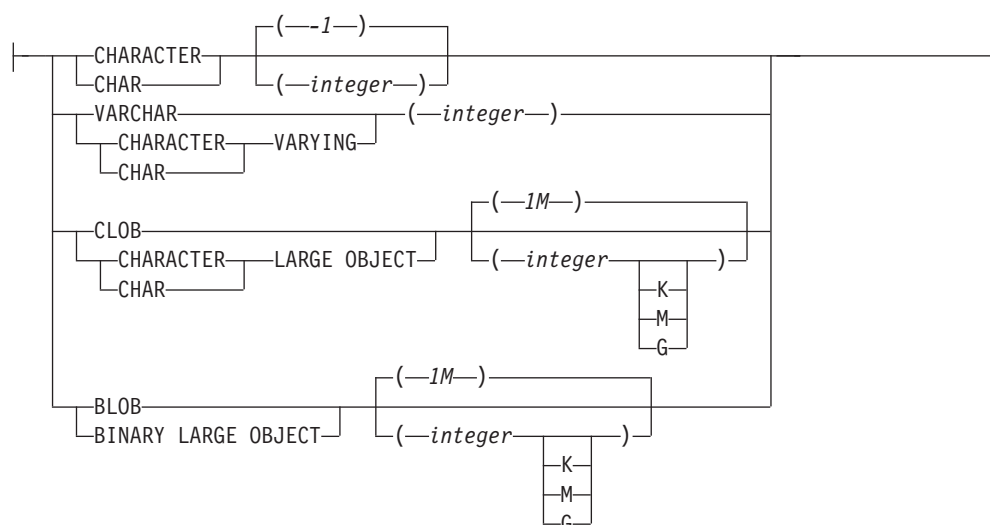 ( -1 )
CHARACTER
CHAR ( integer )
VARCHAR ( integer )
CHARACTER VARYING
CHAR
( 1M )
CLOB
CHARACTER LARGE OBJECT ( integer )
CHAR K
M
G
( 1M )
BLOB
BINARY LARGE OBJECT ( integer )
K
M
G